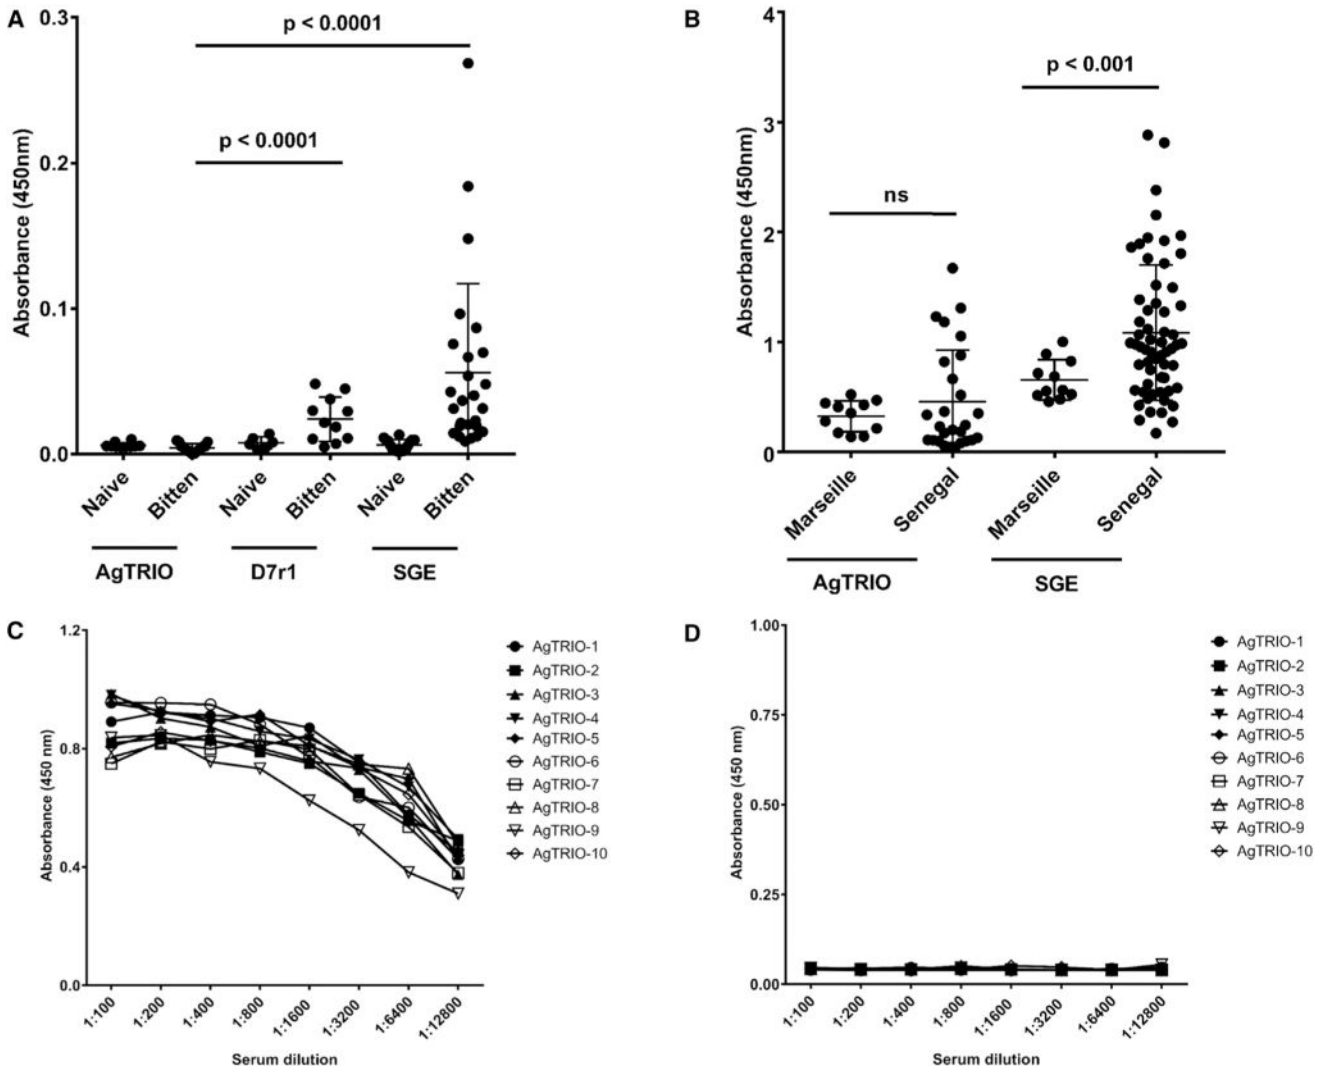 A
0.3
0.2
0.1
0.0
Absorbance (450nm)
p < 0.0001
p < 0.0001
Naive
Bitten
Naive
Bitten
Naive
Bitten
AgTRIO
D7r1
SGE
B
4
3
2
1
0
Absorbance (450nm)
ns
p < 0.001
Marseille
Senegal
Marseille
Senegal
AgTRIO
SGE
C
1.2
0.8
0.4
0.0
Absorbance (450 nm)
1:100
1:200
1:400
1:800
1:1600
1:3200
1:6400
1:12800
Serum dilution
AgTRIO-1
AgTRIO-2
AgTRIO-3
AgTRIO-4
AgTRIO-5
AgTRIO-6
AgTRIO-7
AgTRIO-8
AgTRIO-9
AgTRIO-10
D
1.00
0.75
0.50
0.25
0.00
Absorbance (450 nm)
1:100
1:200
1:400
1:800
1:1600
1:3200
1:6400
1:12800
Serum dilution
AgTRIO-1
AgTRIO-2
AgTRIO-3
AgTRIO-4
AgTRIO-5
AgTRIO-6
AgTRIO-7
AgTRIO-8
AgTRIO-9
AgTRIO-10